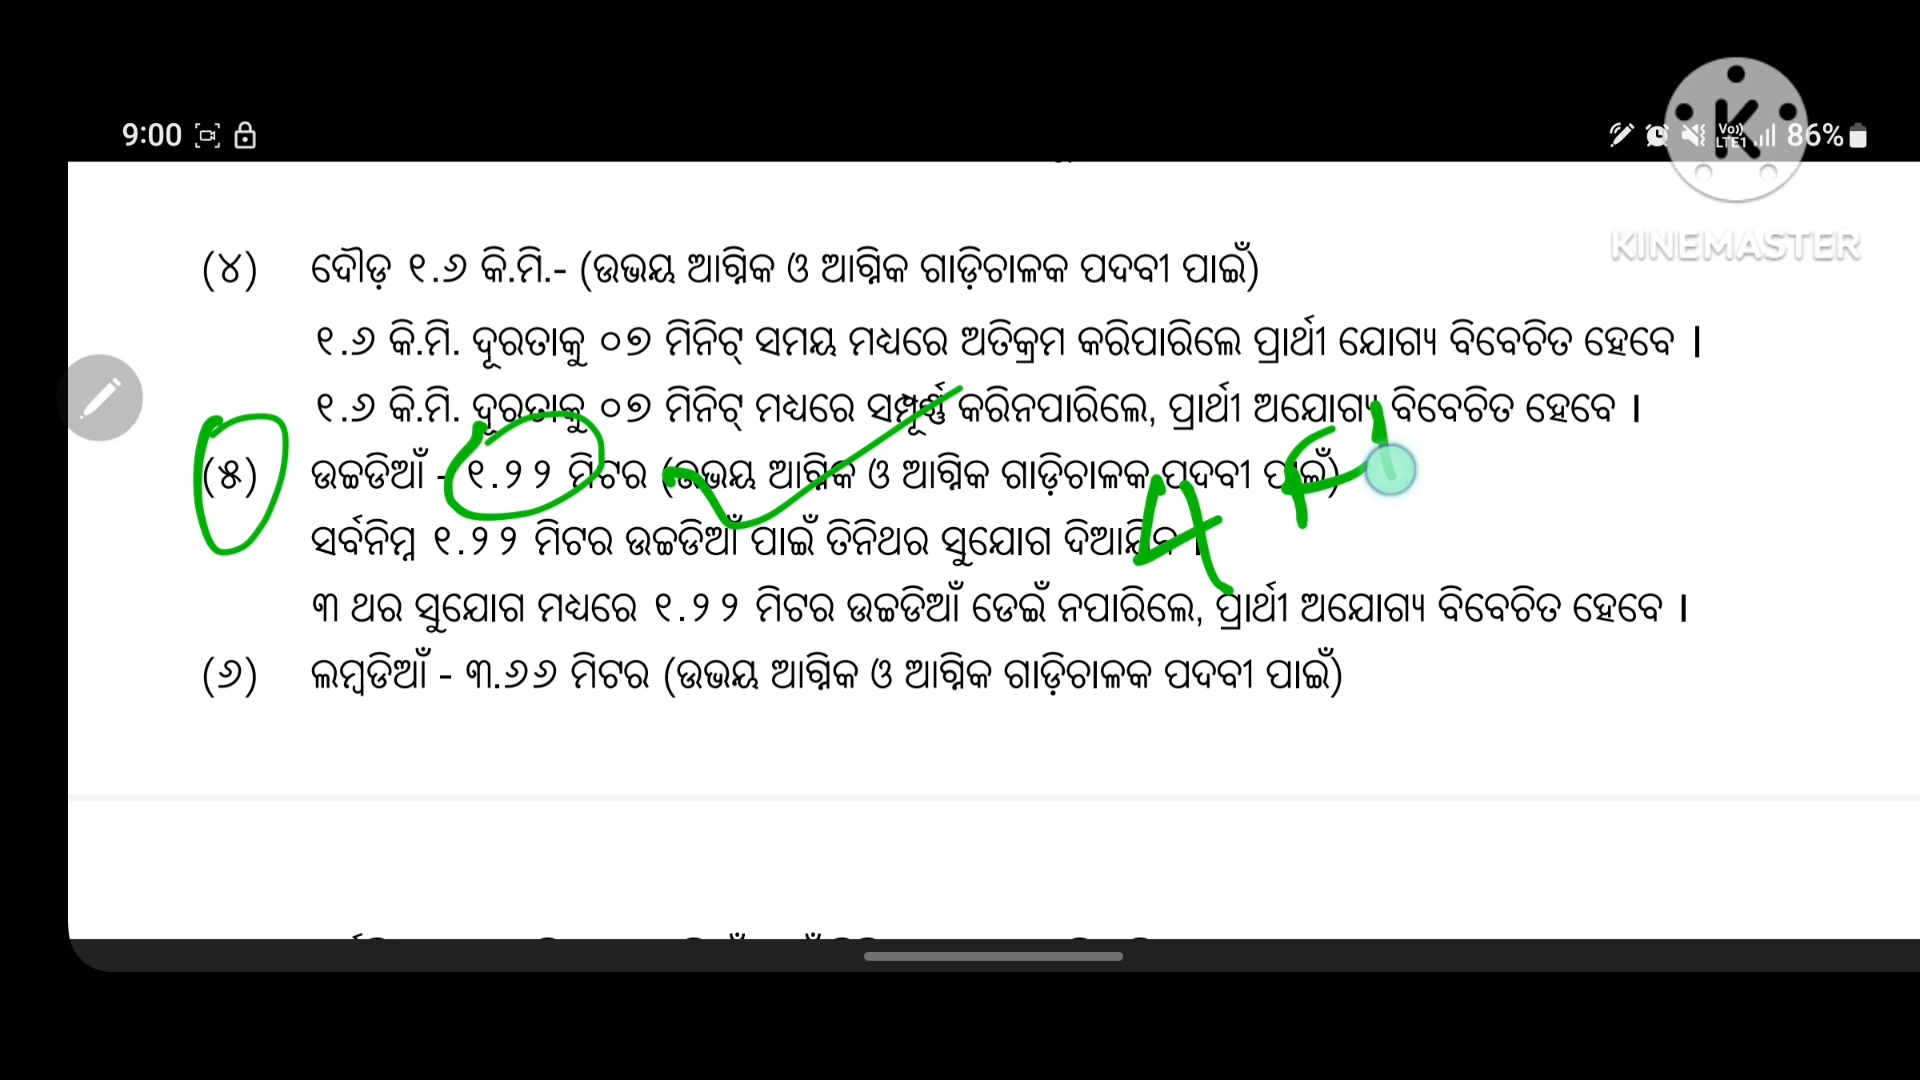 9:00
Vo)) LTE1 86%
KINEMASTER
(୪) ଦୌଡ଼ ୧.୬ କି.ମି.- (ଉଭୟ ଆଗ୍ନିକ ଓ ଆଗ୍ନିକ ଗାଡ଼ିଚାଳକ ପଦବୀ ପାଇଁ)
୧.୬ କି.ମି. ଦୂରତାକୁ ୦୭ ମିନିଟ୍ ସମୟ ମଧ୍ୟରେ ଅତିକ୍ରମ କରିପାରିଲେ ପ୍ରାର୍ଥୀ ଯୋଗ୍ୟ ବିବେଚିତ ହେବେ ।
୧.୬ କି.ମି. ଦୂରତାକୁ ୦୭ ମିନିଟ୍ ମଧ୍ୟରେ ସମ୍ପୂର୍ଣ୍ଣ କରିନପାରିଲେ, ପ୍ରାର୍ଥୀ ଅଯୋଗ୍ୟ ବିବେଚିତ ହେବେ ।
(୫) ଉଚ୍ଚଡିଆଁ - ୧.୨୨ ମିଟର (ଉଭୟ ଆଗ୍ନିକ ଓ ଆଗ୍ନିକ ଗାଡ଼ିଚାଳକ ପଦବୀ ପାଇଁ)
ସର୍ବନିମ୍ନ ୧.୨୨ ମିଟର ଉଚ୍ଚଡିଆଁ ପାଇଁ ତିନିଥର ସୁଯୋଗ ଦିଆଯିବ ।
4
୩ ଥର ସୁଯୋଗ ମଧ୍ୟରେ ୧.୨୨ ମିଟର ଉଚ୍ଚଡିଆଁ ଡେଇଁ ନପାରିଲେ, ପ୍ରାର୍ଥୀ ଅଯୋଗ୍ୟ ବିବେଚିତ ହେବେ ।
(୬) ଲମ୍ବଡିଆଁ - ୩.୬୬ ମିଟର (ଉଭୟ ଆଗ୍ନିକ ଓ ଆଗ୍ନିକ ଗାଡ଼ିଚାଳକ ପଦବୀ ପାଇଁ)